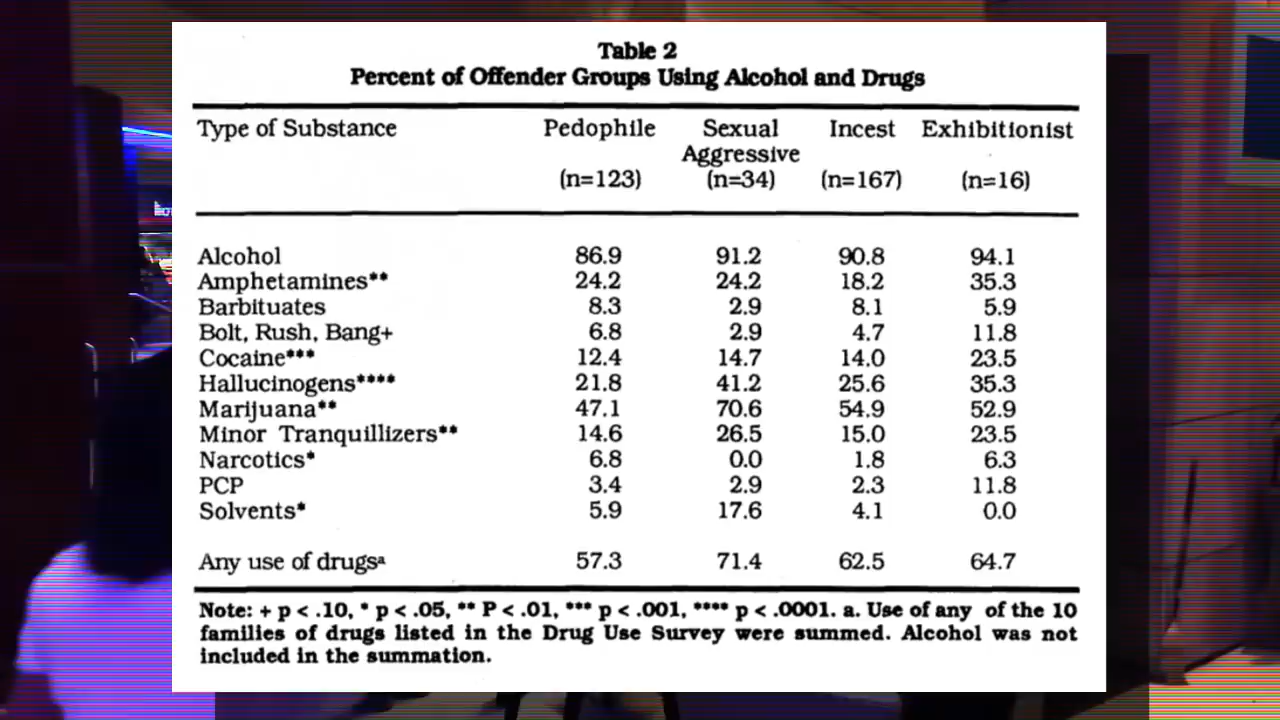 Table 2
Percent of Offender Groups Using Alcohol and Drugs
Type of Substance Pedophile Sexual Aggressive Incest Exhibitionist
(n=123) (n=34) (n=167) (n=16)
Alcohol 86.9 91.2 90.8 94.1
Amphetamines** 24.2 24.2 18.2 35.3
Barbituates 8.3 2.9 8.1 5.9
Bolt, Rush, Bang+ 6.8 2.9 4.7 11.8
Cocaine*** 12.4 14.7 14.0 23.5
Hallucinogens**** 21.8 41.2 25.6 35.3
Marijuana** 47.1 70.6 54.9 52.9
Minor Tranquillizers** 14.6 26.5 15.0 23.5
Narcotics* 6.8 0.0 1.8 6.3
PCP 3.4 2.9 2.3 11.8
Solvents* 5.9 17.6 4.1 0.0
Any use of drugsa 57.3 71.4 62.5 64.7
Note: + p < .10, * p < .05, ** P < .01, *** p < .001, **** p < .0001. a. Use of any of the 10
families of drugs listed in the Drug Use Survey were summed. Alcohol was not
included in the summation.